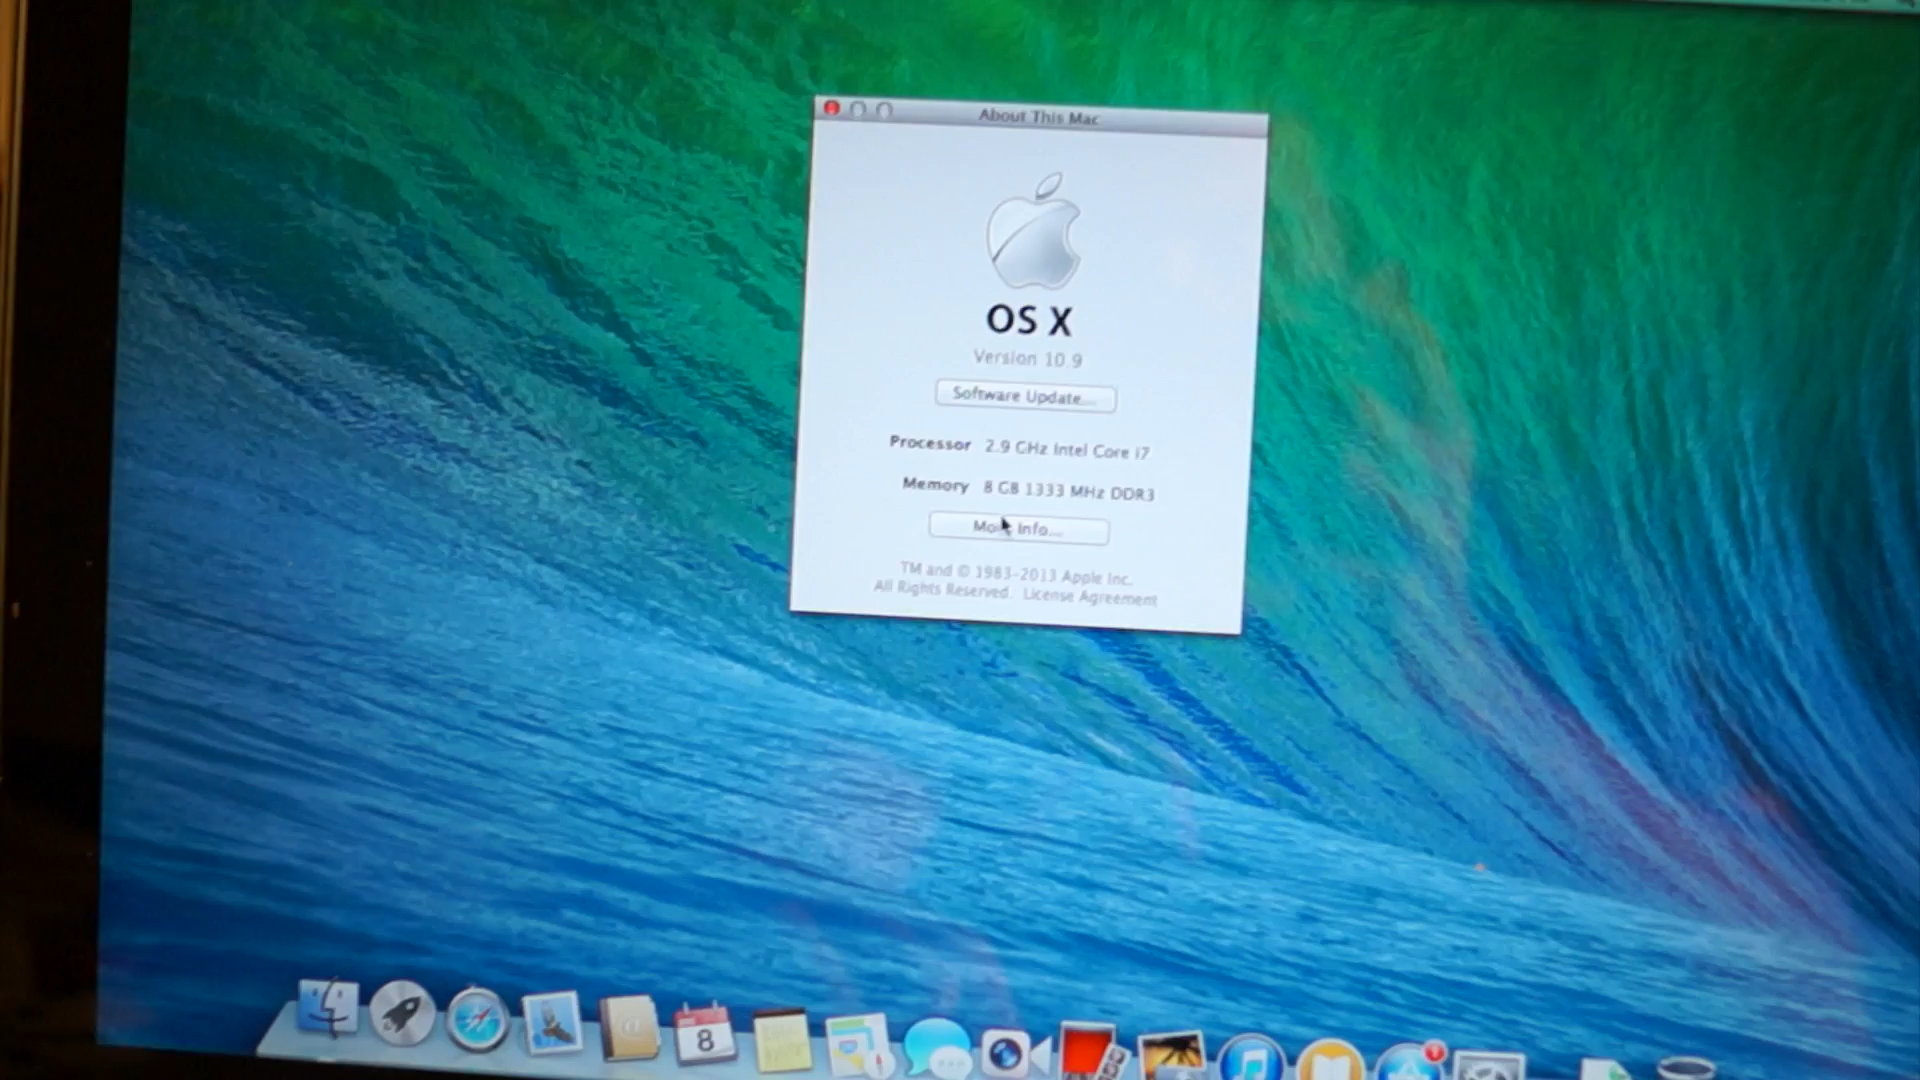 About This Mac
OS X
Version 10.9
Software Update...
Processor 2.9 GHz Intel Core i7
Memory 8 GB 1333 MHz DDR3
More Info...
TM and © 1983-2013 Apple Inc.
All Rights Reserved. License Agreement
8
1